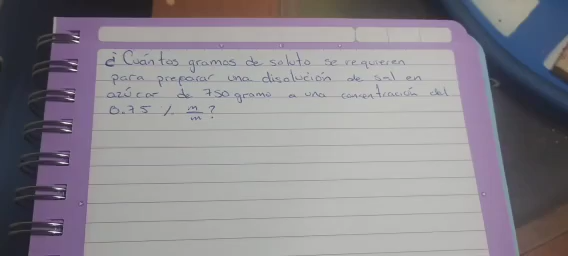 ¿Cuántos gramos de soluto se requieren
para preparar una disolución de sal en
azúcar de 750 gramo a una concentración del
0.75 % m/m?